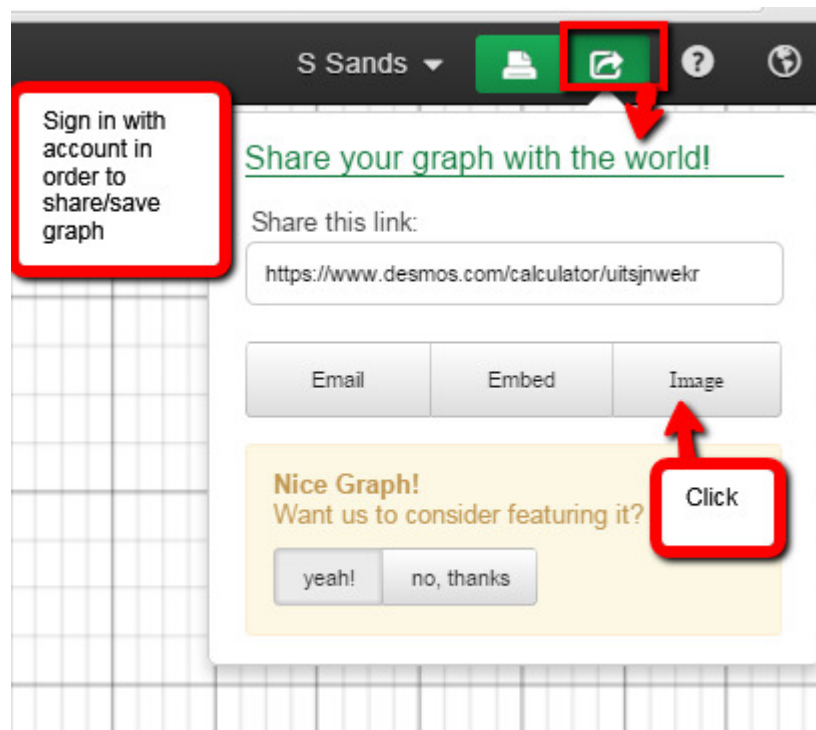 S Sands
Sign in with
account in
order to
share/save
graph
Share your graph with the world!
Share this link:
https://www.desmos.com/calculator/uitsjnwekr
Email Embed Image
Nice Graph!
Want us to consider featuring it?
Click
yeah! no, thanks